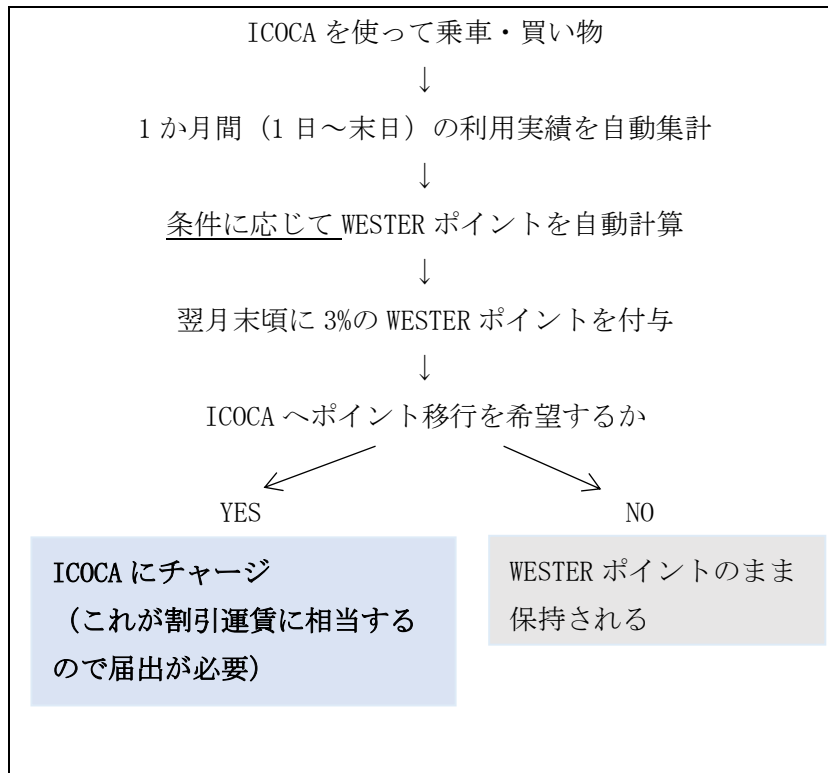 ICOCA を使って乗車・買い物
↓
1 か月間（1 日～末日）の利用実績を自動集計
↓
条件に応じて WESTER ポイントを自動計算
↓
翌月末頃に 3%の WESTER ポイントを付与
↓
ICOCA へポイント移行を希望するか
YES
NO
ICOCA にチャージ
（これが割引運賃に相当する
ので届出が必要）
WESTER ポイントのまま
保持される